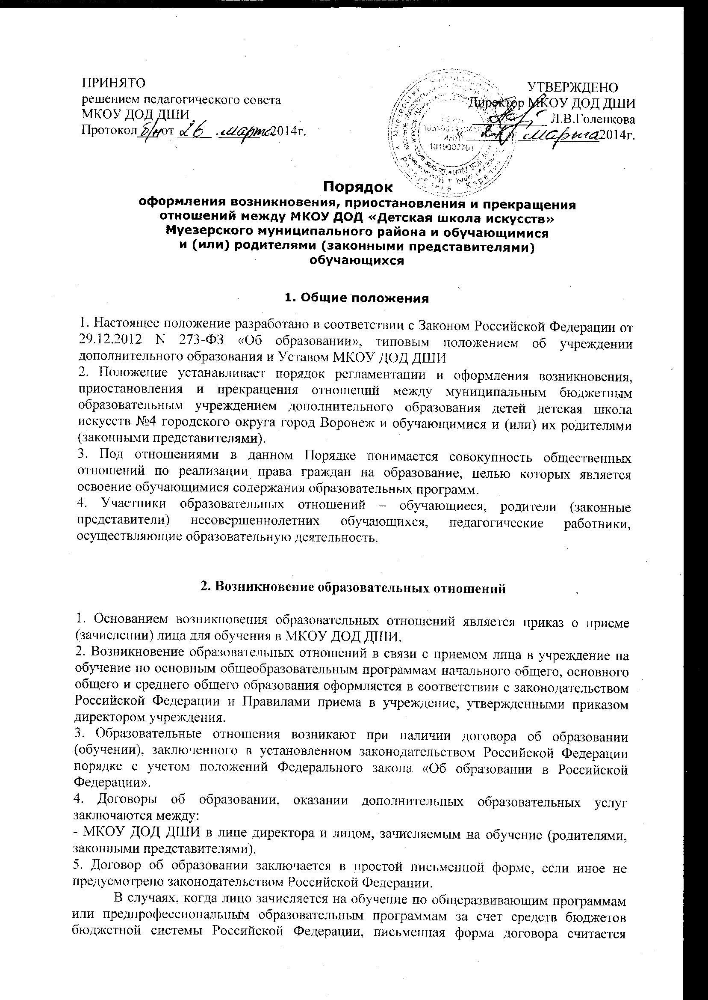 ПРИНЯТО
решением педагогического совета
МКОУ ДОД ДШИ
Протокол б/н от 26 .марта 2014г.
УТВЕРЖДЕНО
Директор МКОУ ДОД ДШИ
Л.В.Голенкова
марта 2014г.
ИНН
1019002701
Республика Карелия
Порядок
оформления возникновения, приостановления и прекращения
отношений между МКОУ ДОД «Детская школа искусств»
Муезерского муниципального района и обучающимися
и (или) родителями (законными представителями)
обучающихся
1. Общие положения
1. Настоящее положение разработано в соответствии с Законом Российской Федерации от
29.12.2012 N 273-ФЗ «Об образовании», типовым положением об учреждении
дополнительного образования и Уставом МКОУ ДОД ДШИ
2. Положение устанавливает порядок регламентации и оформления возникновения,
приостановления и прекращения отношений между муниципальным бюджетным
образовательным учреждением дополнительного образования детей детская школа
искусств №4 городского округа город Воронеж и обучающимися и (или) их родителями
(законными представителями).
3. Под отношениями в данном Порядке понимается совокупность общественных
отношений по реализации права граждан на образование, целью которых является
освоение обучающимися содержания образовательных программ.
4. Участники образовательных отношений – обучающиеся, родители (законные
представители) несовершеннолетних обучающихся, педагогические работники,
осуществляющие образовательную деятельность.
2. Возникновение образовательных отношений
1. Основанием возникновения образовательных отношений является приказ о приеме
(зачислении) лица для обучения в МКОУ ДОД ДШИ.
2. Возникновение образовательных отношений в связи с приемом лица в учреждение на
обучение по основным общеобразовательным программам начального общего, основного
общего и среднего общего образования оформляется в соответствии с законодательством
Российской Федерации и Правилами приема в учреждение, утвержденными приказом
директором учреждения.
3. Образовательные отношения возникают при наличии договора об образовании
(обучении), заключенного в установленном законодательством Российской Федерации
порядке с учетом положений Федерального закона «Об образовании в Российской
Федерации».
4. Договоры об образовании, оказании дополнительных образовательных услуг
заключаются между:
- МКОУ ДОД ДШИ в лице директора и лицом, зачисляемым на обучение (родителями,
законными представителями).
5. Договор об образовании заключается в простой письменной форме, если иное не
предусмотрено законодательством Российской Федерации.
В случаях, когда лицо зачисляется на обучение по общеразвивающим программам
или предпрофессиональным образовательным программам за счет средств бюджетов
бюджетной системы Российской Федерации, письменная форма договора считается